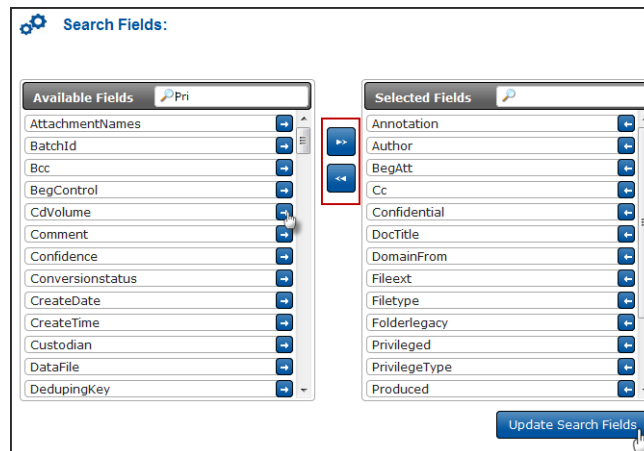 Search Fields:
Available Fields Pri
Selected Fields
AttachmentNames
BatchId
Bcc
BegControl
CdVolume
Comment
Confidence
Conversionstatus
CreateDate
CreateTime
Custodian
DataFile
DedupingKey
Annotation
Author
BegAtt
Cc
Confidential
DocTitle
DomainFrom
Fileext
Filetype
Folderlegacy
Privileged
PrivilegeType
Produced
Update Search Fields